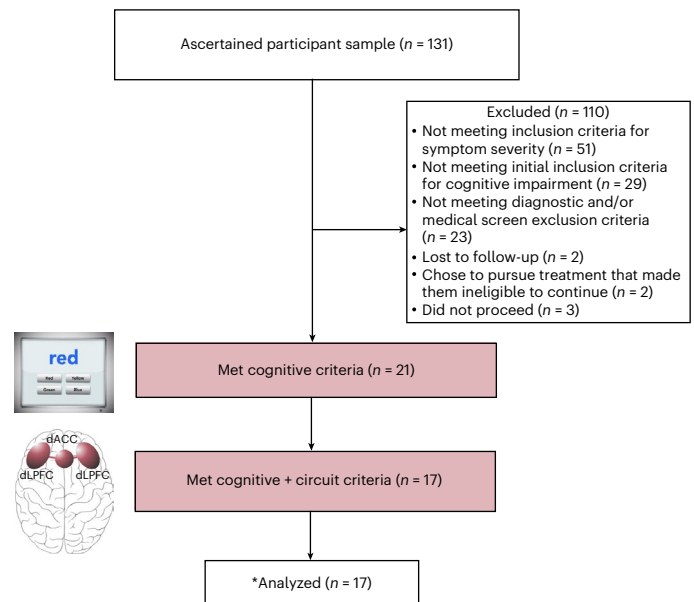 Ascertained participant sample (n = 131)
Excluded (n = 110)
• Not meeting inclusion criteria for
symptom severity (n = 51)
• Not meeting initial inclusion criteria
for cognitive impairment (n = 29)
• Not meeting diagnostic and/or
medical screen exclusion criteria
(n = 23)
• Lost to follow-up (n = 2)
• Chose to pursue treatment that made
them ineligible to continue (n = 2)
• Did not proceed (n = 3)
red
Red Yellow
Green Blue
Met cognitive criteria (n = 21)
dACC
dLPFC dLPFC
Met cognitive + circuit criteria (n = 17)
*Analyzed (n = 17)